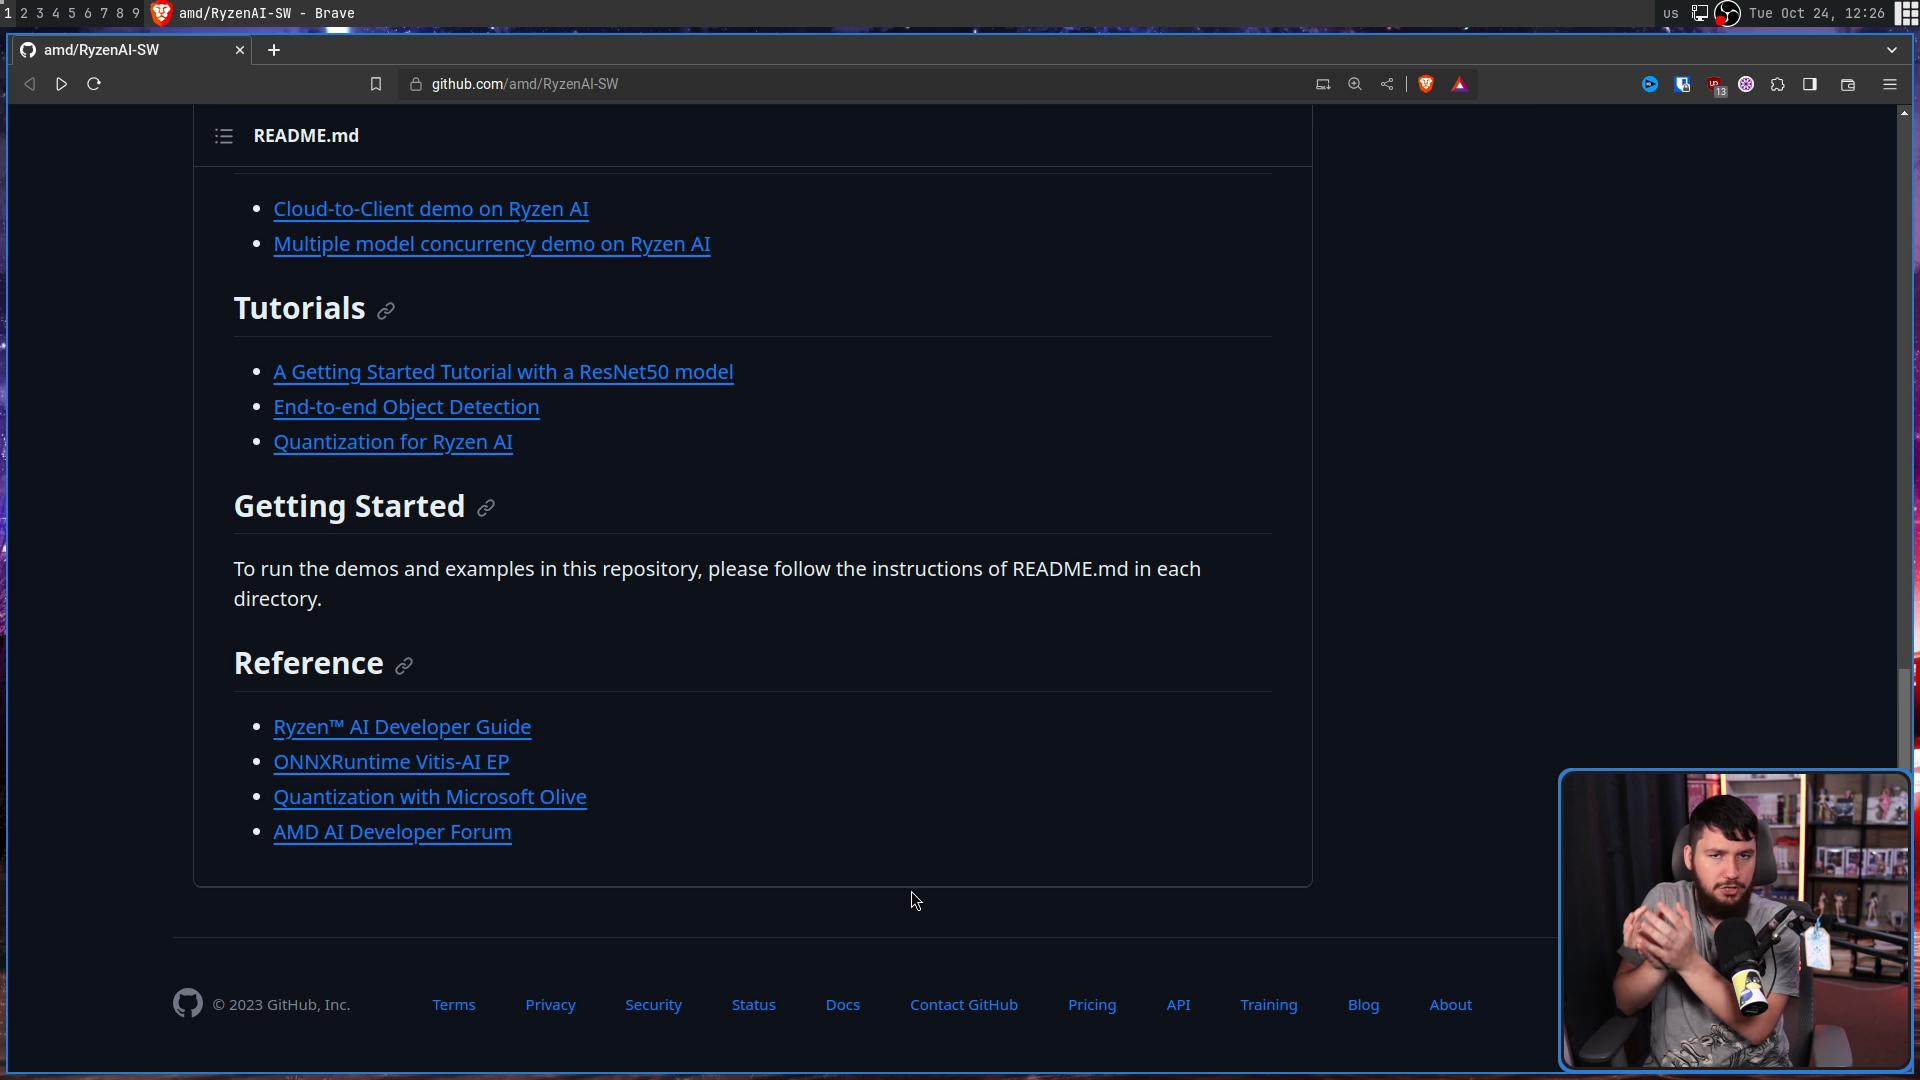 1 2 3 4 5 6 7 8 9 amd/RyzenAI-SW - Brave us Tue Oct 24, 12:26
amd/RyzenAI-SW
github.com/amd/RyzenAI-SW 13
README.md
Cloud-to-Client demo on Ryzen AI
Multiple model concurrency demo on Ryzen AI
Tutorials
A Getting Started Tutorial with a ResNet50 model
End-to-end Object Detection
Quantization for Ryzen AI
Getting Started
To run the demos and examples in this repository, please follow the instructions of README.md in each
directory.
Reference
Ryzen™ AI Developer Guide
ONNXRuntime Vitis-AI EP
Quantization with Microsoft Olive
AMD AI Developer Forum
© 2023 GitHub, Inc. Terms Privacy Security Status Docs Contact GitHub Pricing API Training Blog About